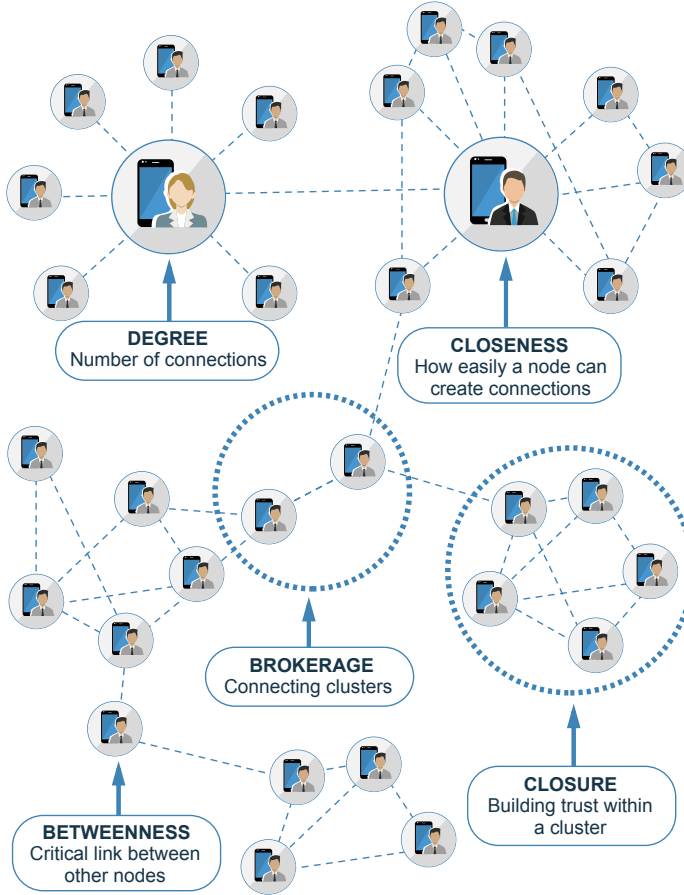 DEGREE
Number of connections
CLOSENESS
How easily a node can
create connections
BROKERAGE
Connecting clusters
CLOSURE
Building trust within
a cluster
BETWEENNESS
Critical link between
other nodes